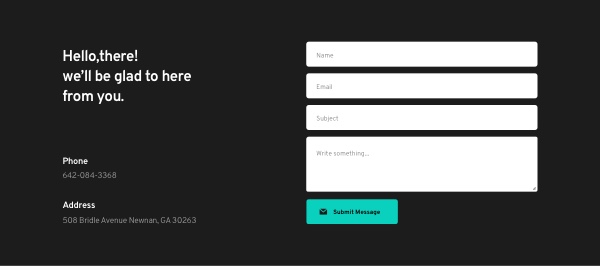 Hello,there!
we'll be glad to here
from you.
Phone
642-084-3368
Address
508 Bridle Avenue Newnan, GA 30263
Name
Email
Subject
Write something...
Submit Message